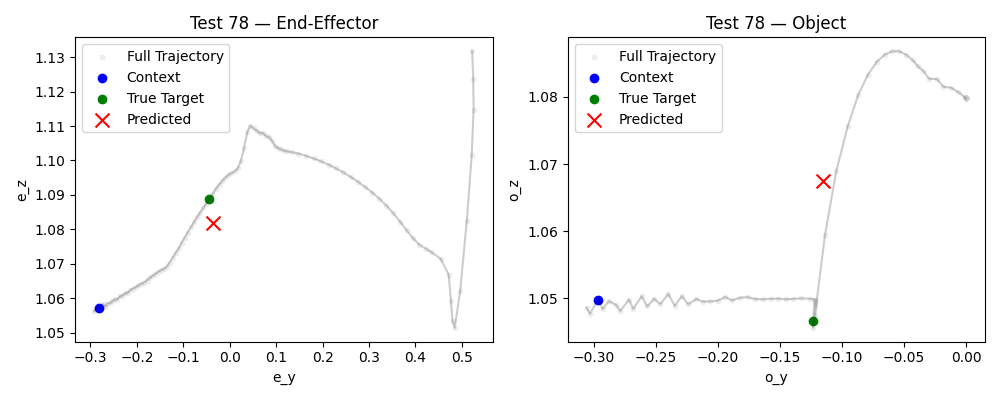 Test 78 — End-Effector
Full Trajectory
Context
True Target
Predicted
e_z
1.13
1.12
1.11
1.10
1.09
1.08
1.07
1.06
1.05
−0.3
−0.2
−0.1
0.0
0.1
0.2
0.3
0.4
0.5
e_y
Test 78 — Object
Full Trajectory
Context
True Target
Predicted
o_z
1.08
1.07
1.06
1.05
−0.30
−0.25
−0.20
−0.15
−0.10
−0.05
0.00
o_y